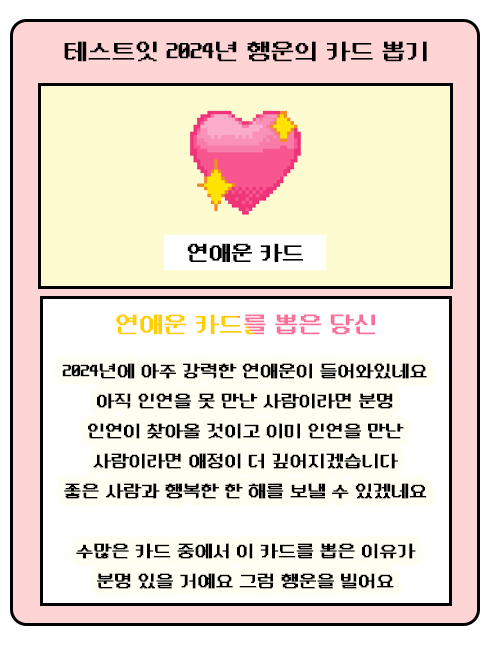 테스트잇 2024년 행운의 카드 뽑기
연애운 카드
연애운 카드를 뽑은 당신
2024년에 아주 강력한 연애운이 들어와있네요
아직 인연을 못 만난 사람이라면 분명
인연이 찾아올 것이고 이미 인연을 만난
사람이라면 애정이 더 깊어지겠습니다
좋은 사람과 행복한 한 해를 보낼 수 있겠네요
수많은 카드 중에서 이 카드를 뽑은 이유가
분명 있을 거예요 그럼 행운을 빌어요